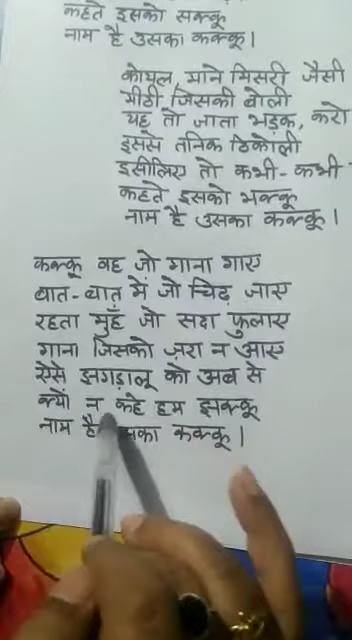 कहते इसको सक्कू
नाम है उसका कक्कू।
कोयल, माने मिसरी जैसी
मीठी जिसकी बोली
यह तो जाता भड़क, करो
इससे तनिक ठिठोली
इसीलिए तो कभी-कभी
कहते इसको भक्कू
नाम है उसका कक्कू।
कक्कू वह जो गाना गाए
बात-बात में जो चिढ़ जाए
रहता मुँह जो सदा फुलाए
गाना जिसको ज़रा न आए
ऐसे झगड़ालू को अब से
क्यों न कहे हम झक्कू
नाम है कक्कू।